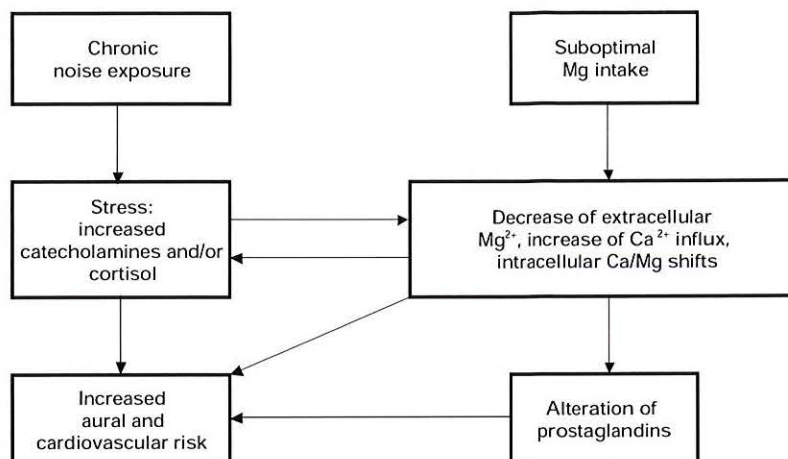 Chronic
noise exposure
Suboptimal
Mg intake
Stress:
increased
catecholamines and/or
cortisol
Decrease of extracellular
Mg²⁺, increase of Ca²⁺ influx,
intracellular Ca/Mg shifts
Increased
aural and
cardiovascular risk
Alteration of
prostaglandins